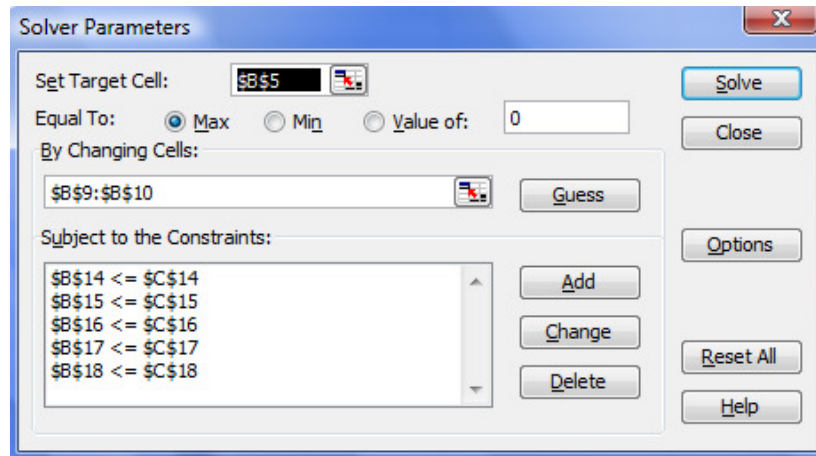 Solver Parameters
Set Target Cell: $B$5
Solve
Equal To: Max Min Value of: 0
Close
By Changing Cells:
$B$9:$B$10
Guess
Subject to the Constraints:
Options
$B$14 <= $C$14
$B$15 <= $C$15
$B$16 <= $C$16
$B$17 <= $C$17
$B$18 <= $C$18
Add
Change
Delete
Reset All
Help